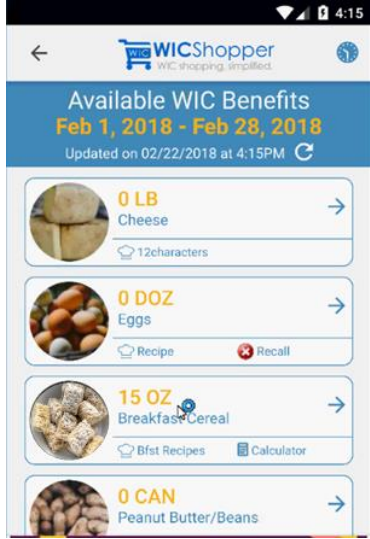 4:15
WICShopper
WIC shopping, simplified.
Available WIC Benefits
Feb 1, 2018 - Feb 28, 2018
Updated on 02/22/2018 at 4:15PM
0 LB
Cheese
12characters
0 DOZ
Eggs
Recipe Recall
15 OZ
Breakfast Cereal
Bfst Recipes Calculator
0 CAN
Peanut Butter/Beans